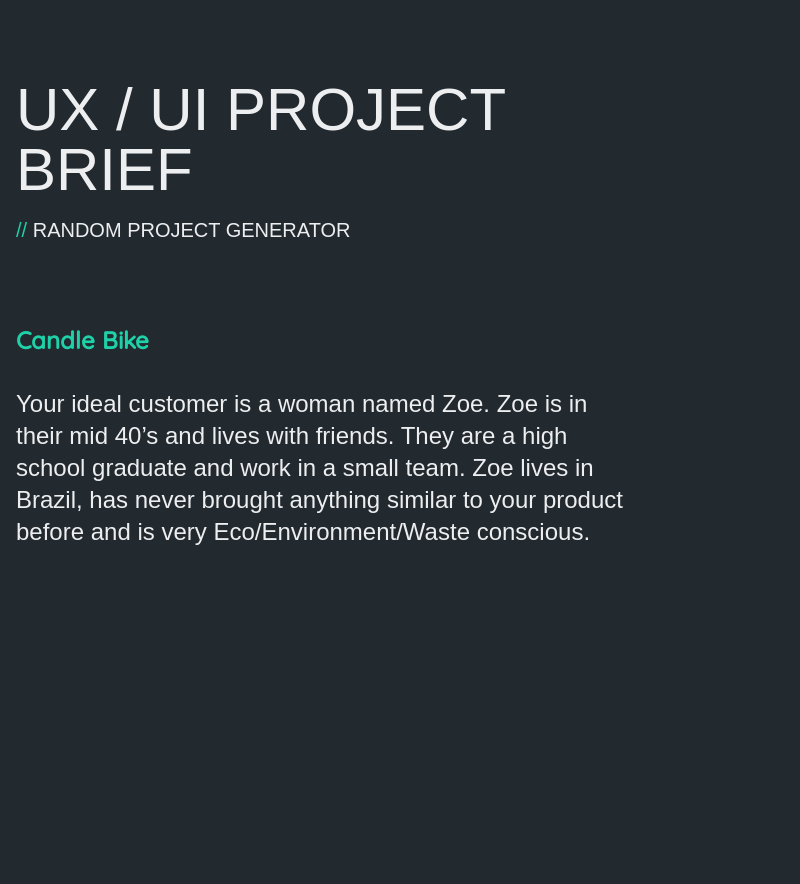 UX / UI PROJECT
BRIEF
// RANDOM PROJECT GENERATOR
Candle Bike
Your ideal customer is a woman named Zoe. Zoe is in
their mid 40’s and lives with friends. They are a high
school graduate and work in a small team. Zoe lives in
Brazil, has never brought anything similar to your product
before and is very Eco/Environment/Waste conscious.